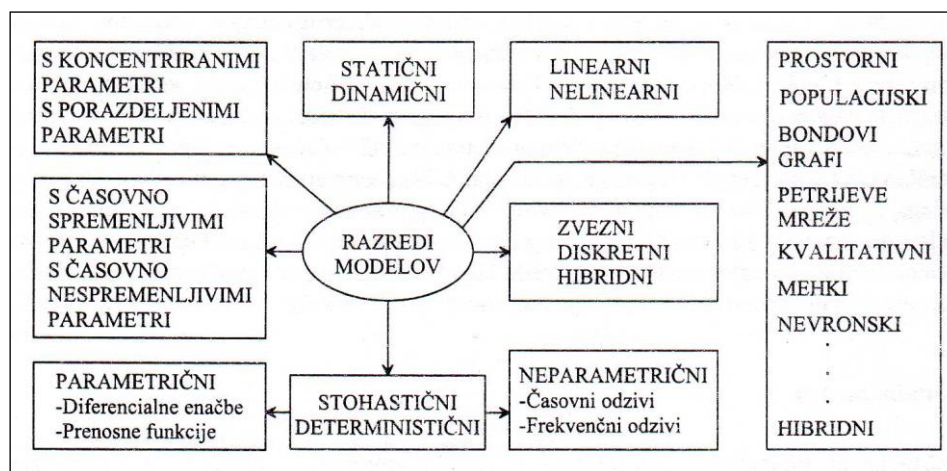 S KONCENTRIRANIMI
PARAMETRI
S PORAZDELJENIMI
PARAMETRI
STATIČNI
DINAMIČNI
LINEARNI
NELINEARNI
PROSTORNI
POPULACIJSKI
BONDOVI
GRAFI
PETRIJEVE
MREŽE
KVALITATIVNI
MEHKI
NEVRONSKI
.
.
.
HIBRIDNI
S ČASOVNO
SPREMENLJIVIMI
PARAMETRI
S ČASOVNO
NESPREMENLJIVIMI
PARAMETRI
RAZREDI
MODELOV
ZVEZNI
DISKRETNI
HIBRIDNI
PARAMETRIČNI
-Diferencialne enačbe
-Prenosne funkcije
STOHASTIČNI
DETERMINISTIČNI
NEPARAMETRIČNI
-Časovni odzivi
-Frekvenčni odzivi